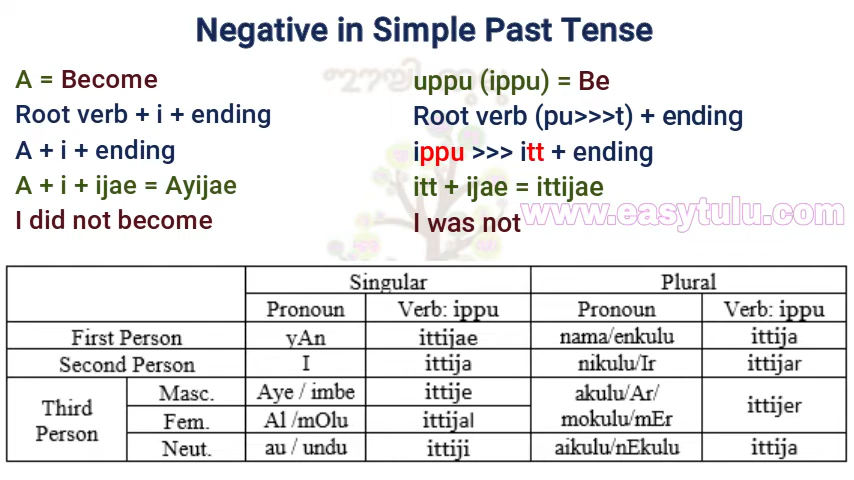 Negative in Simple Past Tense
A = Become
Root verb + i + ending
A + i + ending
A + i + ijae = Ayijae
I did not become
uppu (ippu) = Be
Root verb (pu>>>t) + ending
ippu >>> itt + ending
itt + ijae = ittijae
I was not
www.easytulu.com
Singular Plural
Pronoun Verb: ippu Pronoun Verb: ippu
First Person yAn ittijae nama/enkulu ittija
Second Person I ittija nikulu/Ir ittijar
Third Person
Masc. Aye / imbe ittije akulu/Ar/
Fem. Al /mOlu ittijal mokulu/mEr ittijer
Neut. au / undu ittiji aikulu/nEkulu ittija